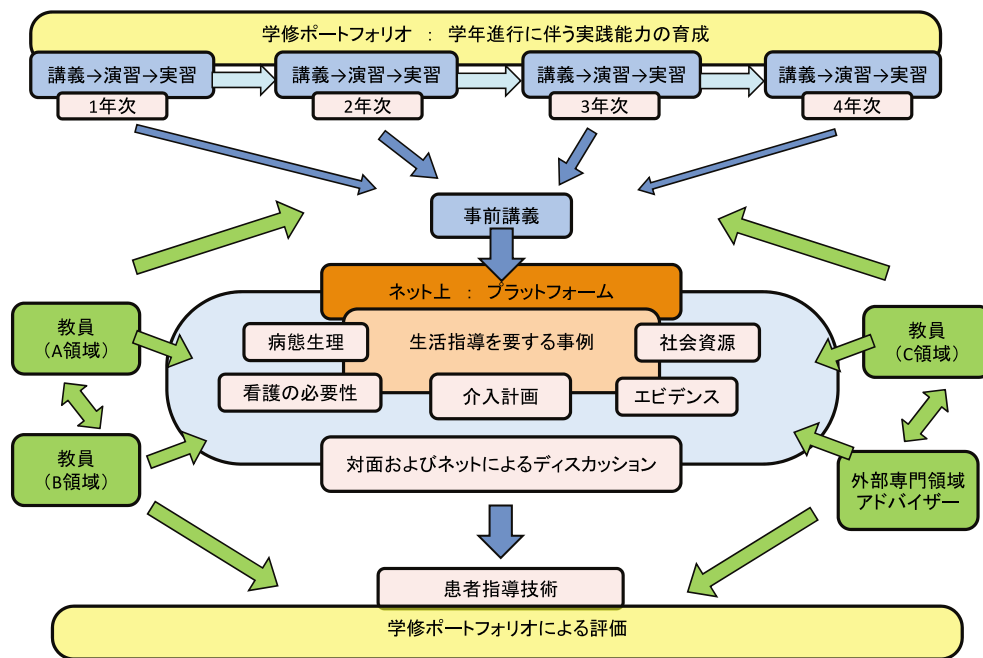 学修ポートフォリオ ： 学年進行に伴う実践能力の育成
講義→演習→実習
講義→演習→実習
講義→演習→実習
講義→演習→実習
1年次
2年次
3年次
4年次
事前講義
ネット上 ： プラットフォーム
教員
（A領域）
病態生理
生活指導を要する事例
社会資源
教員
（C領域）
看護の必要性
介入計画
エビデンス
教員
（B領域）
対面およびネットによるディスカッション
外部専門領域
アドバイザー
患者指導技術
学修ポートフォリオによる評価